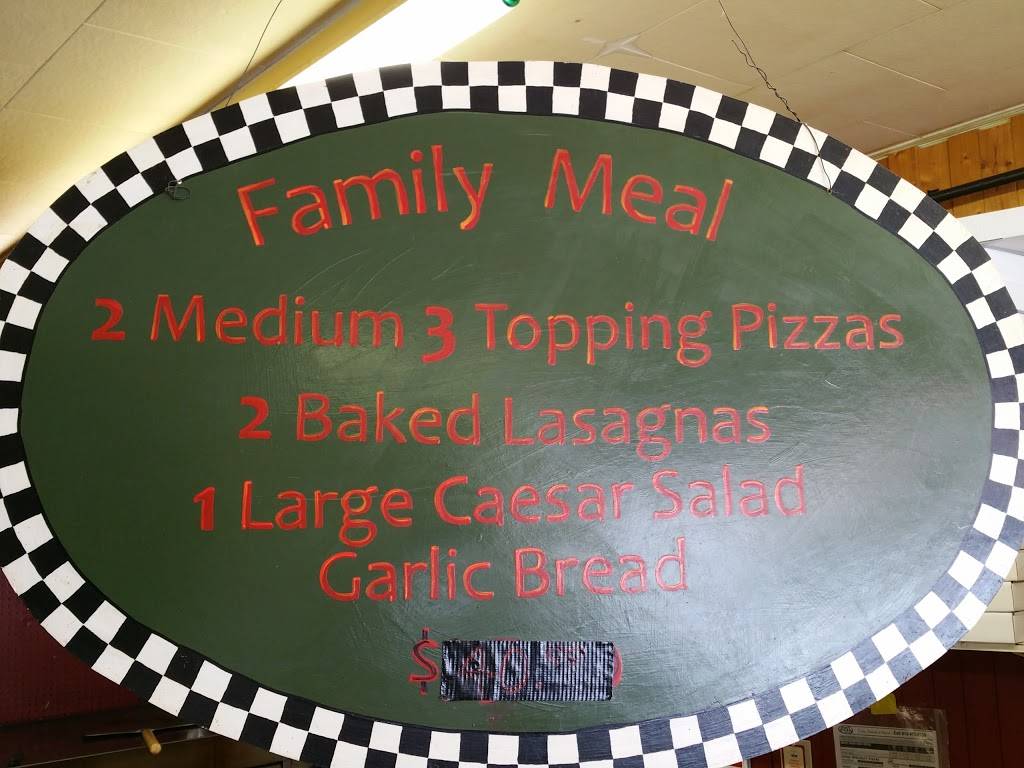 Family Meal
2 Medium 3 Topping Pizzas
2 Baked Lasagnas
1 Large Caesar Salad
Garlic Bread
$